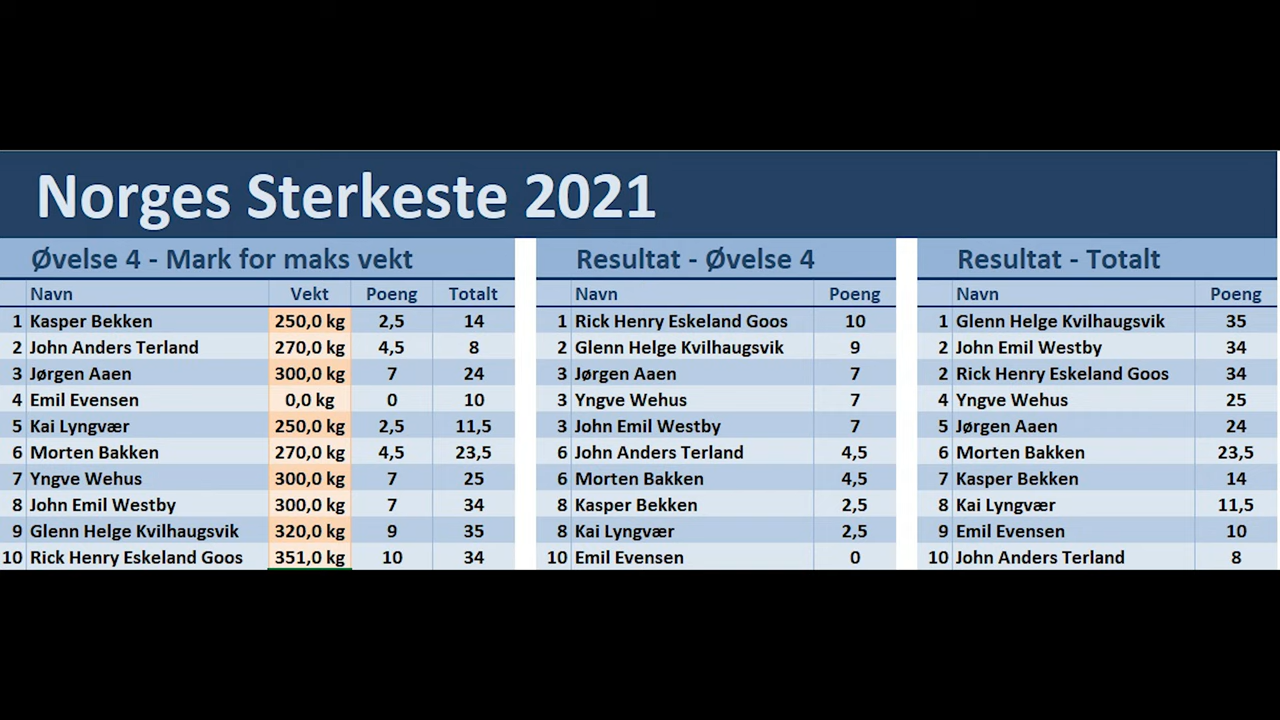 Norges Sterkeste 2021
Øvelse 4 - Mark for maks vekt
Navn Vekt Poeng Totalt
1 Kasper Bekken 250,0 kg 2,5 14
2 John Anders Terland 270,0 kg 4,5 8
3 Jørgen Aaen 300,0 kg 7 24
4 Emil Evensen 0,0 kg 0 10
5 Kai Lyngvær 250,0 kg 2,5 11,5
6 Morten Bakken 270,0 kg 4,5 23,5
7 Yngve Wehus 300,0 kg 7 25
8 John Emil Westby 300,0 kg 7 34
9 Glenn Helge Kvilhaugsvik 320,0 kg 9 35
10 Rick Henry Eskeland Goos 351,0 kg 10 34
Resultat - Øvelse 4
Navn Poeng
1 Rick Henry Eskeland Goos 10
2 Glenn Helge Kvilhaugsvik 9
3 Jørgen Aaen 7
3 Yngve Wehus 7
3 John Emil Westby 7
6 John Anders Terland 4,5
6 Morten Bakken 4,5
8 Kasper Bekken 2,5
8 Kai Lyngvær 2,5
10 Emil Evensen 0
Resultat - Totalt
Navn Poeng
1 Glenn Helge Kvilhaugsvik 35
2 John Emil Westby 34
2 Rick Henry Eskeland Goos 34
4 Yngve Wehus 25
5 Jørgen Aaen 24
6 Morten Bakken 23,5
7 Kasper Bekken 14
8 Kai Lyngvær 11,5
9 Emil Evensen 10
10 John Anders Terland 8